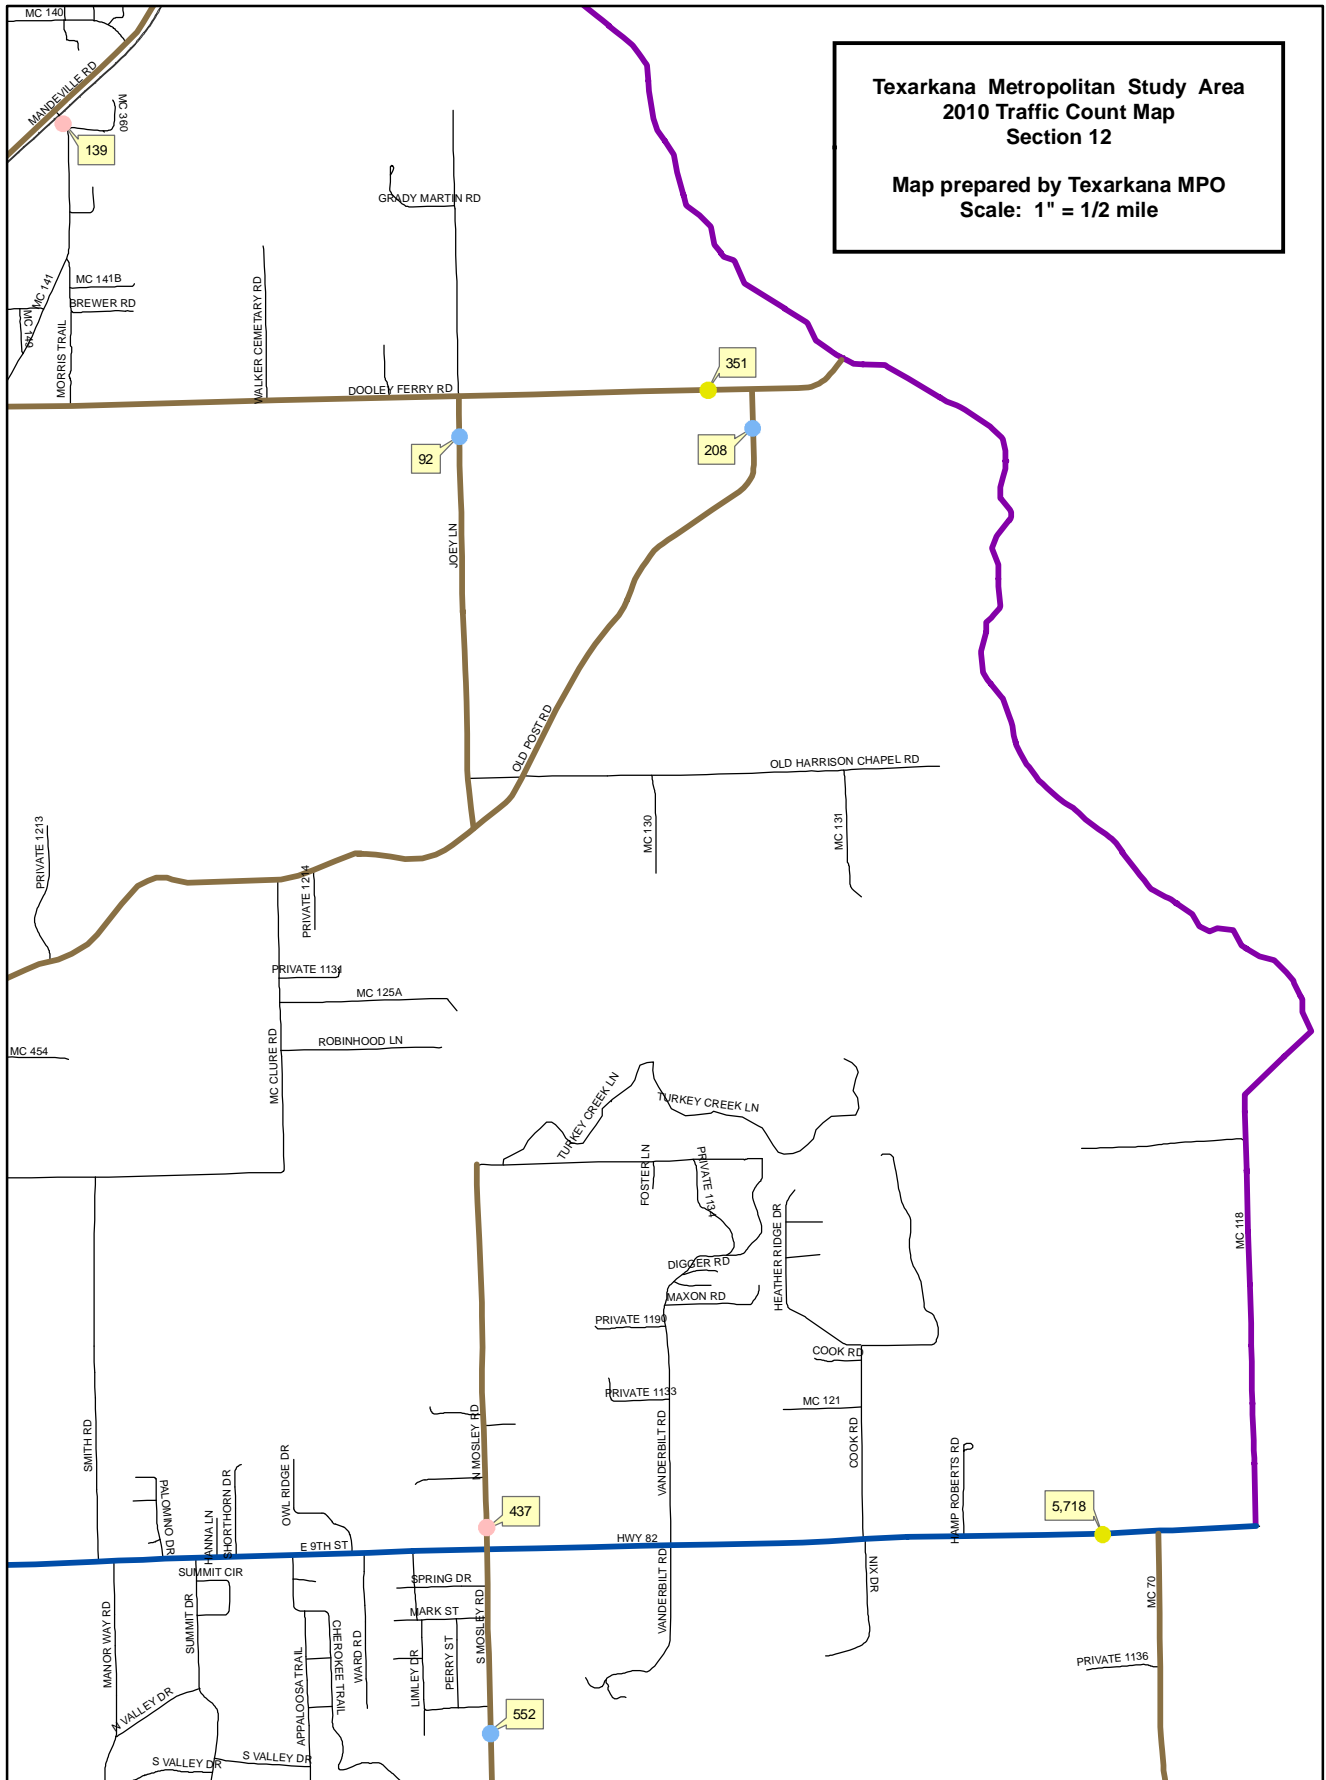 Texarkana Metropolitan Study Area
2010 Traffic Count Map
Section 12
Map prepared by Texarkana MPO
Scale: 1" = 1/2 mile
MC 140
MANDEVILLE RD
MC 360
139
GRADY MARTIN RD
MC 141
MC 141B
BREWER RD
MC 149
MORRIS TRAIL
WALKER CEMETARY RD
DOOLEY FERRY RD
351
92
208
JOEY LN
OLD POST RD
OLD HARRISON CHAPEL RD
MC 130
MC 131
PRIVATE 1213
PRIVATE 1214
PRIVATE 1131
MC 125A
ROBINHOOD LN
MC 454
MC CLURE RD
TURKEY CREEK LN
TURKEY CREEK LN
FOSTER LN
PRIVATE 1134
HEATHER RIDGE DR
MC 118
DIGGER RD
MAXON RD
PRIVATE 1190
COOK RD
PRIVATE 1133
MC 121
SMITH RD
N MOSLEY RD
VANDERBILT RD
COOK RD
HAMP ROBERTS RD
PALOMINO DR
HANNA LN
SHORTHORN DR
OWL RIDGE DR
437
5,718
E 9TH ST
HWY 82
SUMMIT CIR
SPRING DR
MARK ST
MANOR WAY RD
SUMMIT DR
APPALOOSA TRAIL
CHEROKEE TRAIL
WARD RD
LIMLEY DR
PERRY ST
S MOSLEY RD
VANDERBILT RD
NIX DR
MC 70
PRIVATE 1136
N VALLEY DR
552
S VALLEY DR
S VALLEY DR